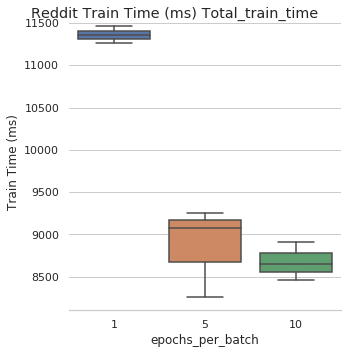 Reddit Train Time (ms) Total_train_time
11500
11000
10500
10000
9500
9000
8500
Train Time (ms)
1 5 10
epochs_per_batch